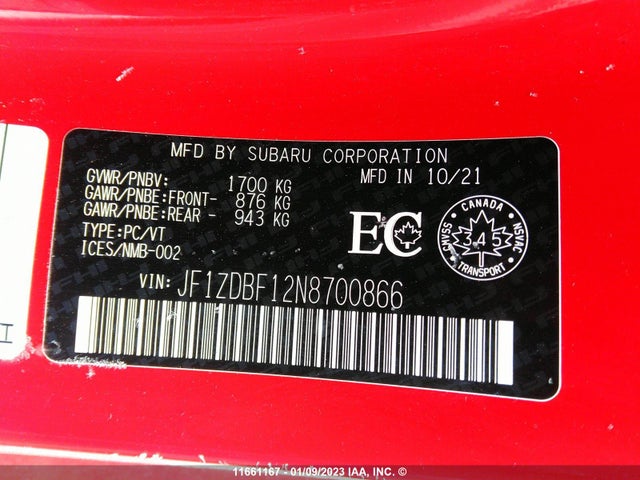 MFD BY SUBARU CORPORATION
GVWR/PNBV: 1700 KG MFD IN 10/21
GAWR/PNBE:FRONT- 876 KG
GAWR/PNBE:REAR - 943 KG
TYPE:PC/VT
ICES/NMB-002
EC
CANADA
SANS 345 NSVAC
TRANSPORT
VIN: JF1ZDBF12N8700866
11661167 - 01/09/2023 IAA, INC. ©